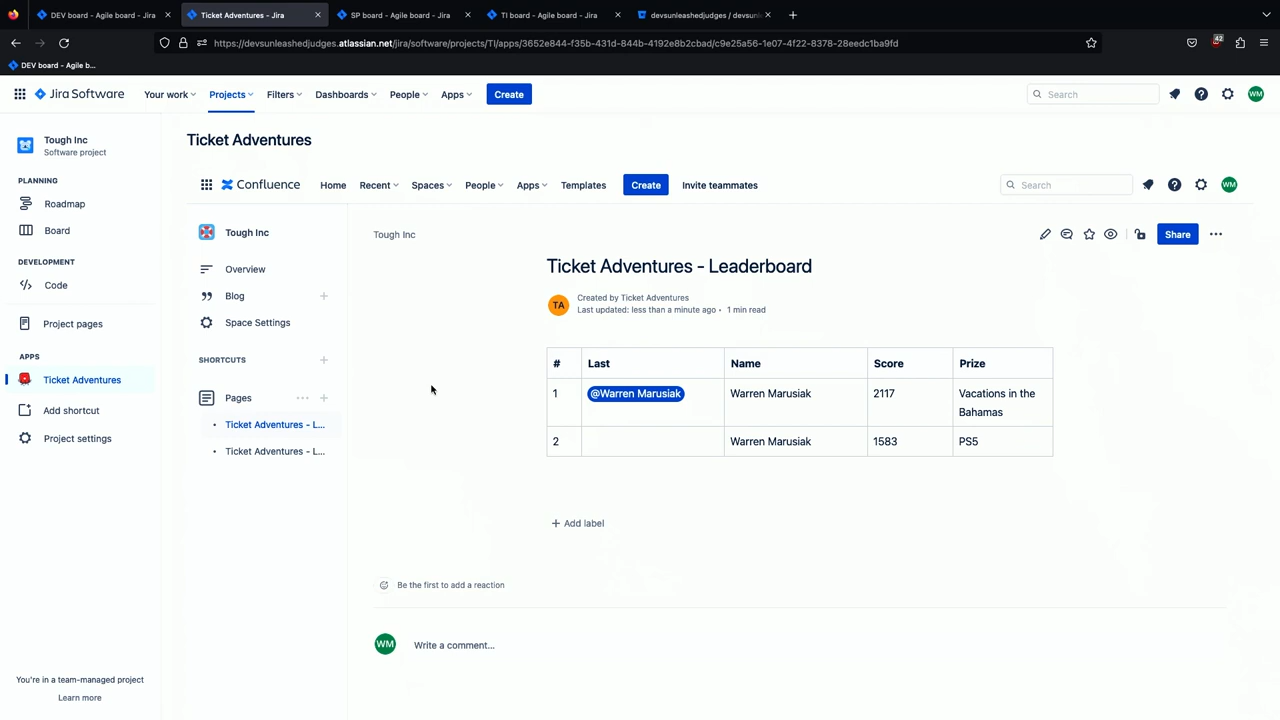 DEV board - Agile board - Jira
Ticket Adventures - Jira
SP board - Agile board - Jira
TI board - Agile board - Jira
devsunleashedjudges / devsunle
https://devsunleashedjudges.atlassian.net/jira/software/projects/TI/apps/3652e844-f35b-431d-844b-4192e8b2cbad/c9e25a56-1e07-4f22-8378-28eedc1ba9fd
42
DEV board - Agile b...
Jira Software
Your work
Projects
Filters
Dashboards
People
Apps
Create
Search
WM
Tough Inc
Software project
PLANNING
Roadmap
Board
DEVELOPMENT
Code
Project pages
APPS
Ticket Adventures
Add shortcut
Project settings
You're in a team-managed project
Learn more
Ticket Adventures
Confluence
Home
Recent
Spaces
People
Apps
Templates
Create
Invite teammates
Search
WM
Tough Inc
Overview
Blog
Space Settings
SHORTCUTS
Pages
Ticket Adventures - L...
Ticket Adventures - L...
Tough Inc
Share
Ticket Adventures - Leaderboard
TA
Created by Ticket Adventures
Last updated: less than a minute ago • 1 min read
# Last Name Score Prize
1 @Warren Marusiak Warren Marusiak 2117 Vacations in the
Bahamas
2 Warren Marusiak 1583 PS5
Add label
Be the first to add a reaction
WM
Write a comment...